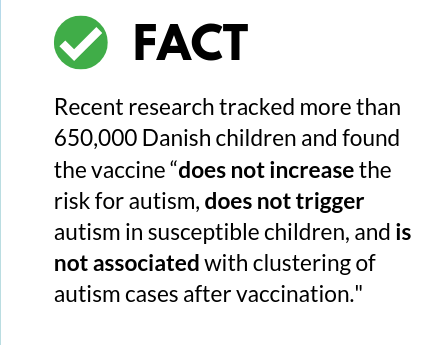 FACT
Recent research tracked more than
650,000 Danish children and found
the vaccine “does not increase the
risk for autism, does not trigger
autism in susceptible children, and is
not associated with clustering of
autism cases after vaccination."